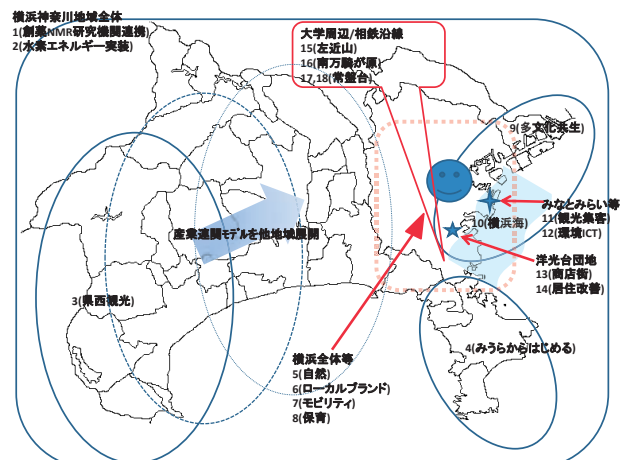 横浜神奈川地域全体
1(創薬NMR研究機関連携)
2(水素エネルギー実装)
大学周辺/相鉄沿線
15(左近山)
16(南万騎が原)
17,18(常盤台)
9(多文化共生)
みなとみらい等
11(観光集客)
12(環境ICT)
10(横浜海)
産業連関モデルを他地域展開
洋光台団地
13(商店街)
14(居住改善)
3(県西観光)
4(みうらからはじめる)
横浜全体等
5(自然)
6(ローカルブランド)
7(モビリティ)
8(保育)